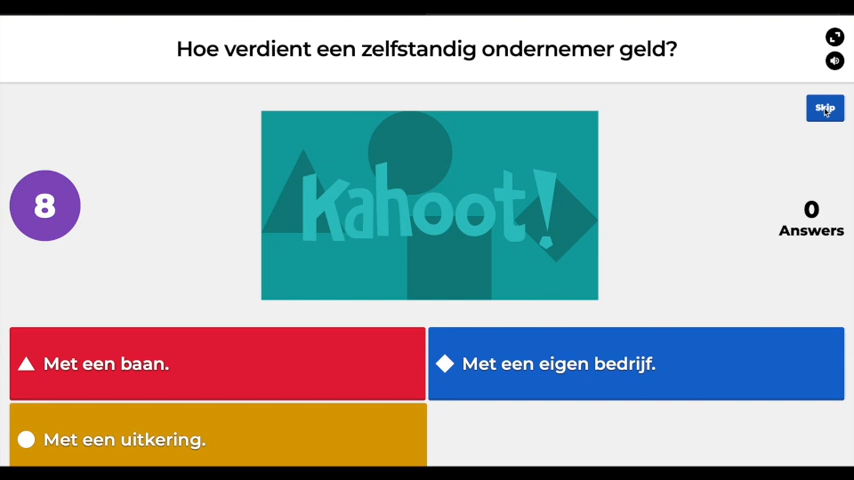 Hoe verdient een zelfstandig ondernemer geld?
Skip
Kahoot!
8
0
Answers
Met een baan.
Met een eigen bedrijf.
Met een uitkering.